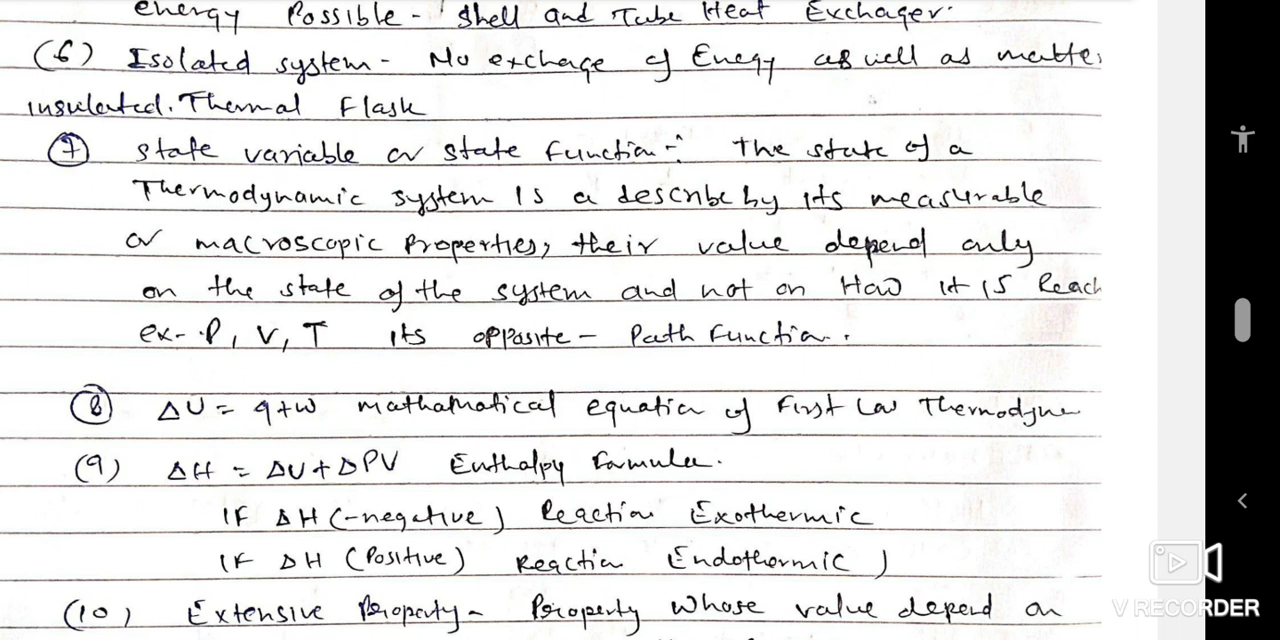 energy Possible - Shell and Tube Heat Exchager.
(6) Isolated system - No exchage of Enegy as well as matter
insulated. Thermal Flask
(7) state variable or state Function :- The state of a
Thermodynamic system is a describe by its measurable
or macroscopic Properties, their value depend only
on the state of the system and not on How it is Reach
ex- P, V, T its opposite - Path Function.
(8) ΔU = q+w mathamatical equation of First Law Thermodyne
(9) ΔH = ΔU + ΔPV Enthalpy Formula.
IF ΔH (-negative) Reaction Exothermic
IF ΔH (Positive) Reaction Endothermic )
(10) Extensive Property - Property whose value depend on
V RECORDER